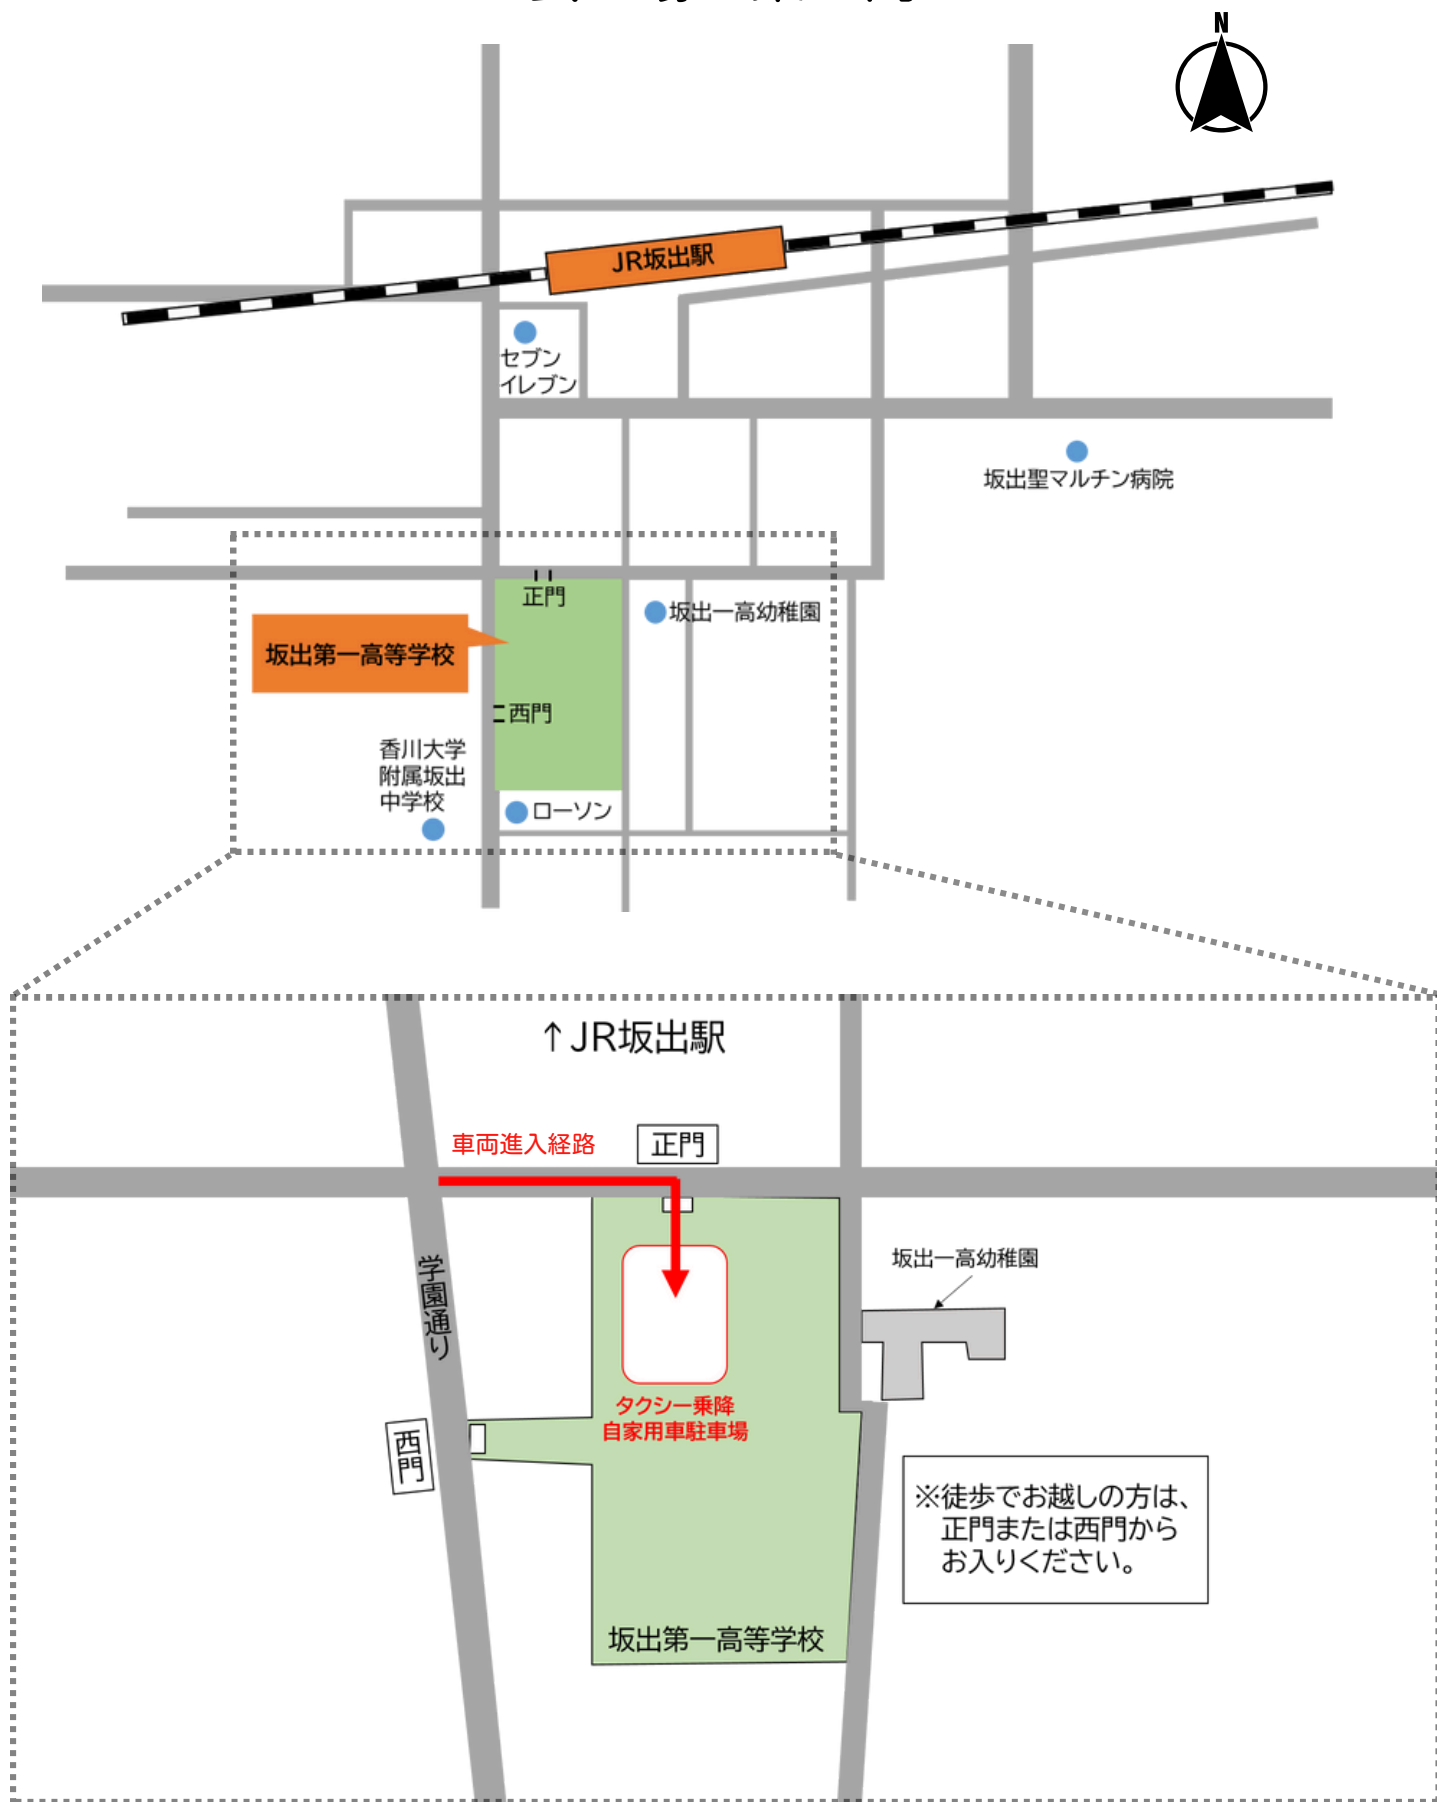 N
JR坂出駅
セブン
イレブン
坂出聖マルチン病院
正門
坂出一高幼稚園
坂出第一高等学校
西門
香川大学
附属坂出
中学校
ローソン
↑JR坂出駅
車両進入経路
正門
学園通り
坂出一高幼稚園
タクシー乗降
自家用車駐車場
西門
※徒歩でお越しの方は、
正門または西門から
お入りください。
坂出第一高等学校